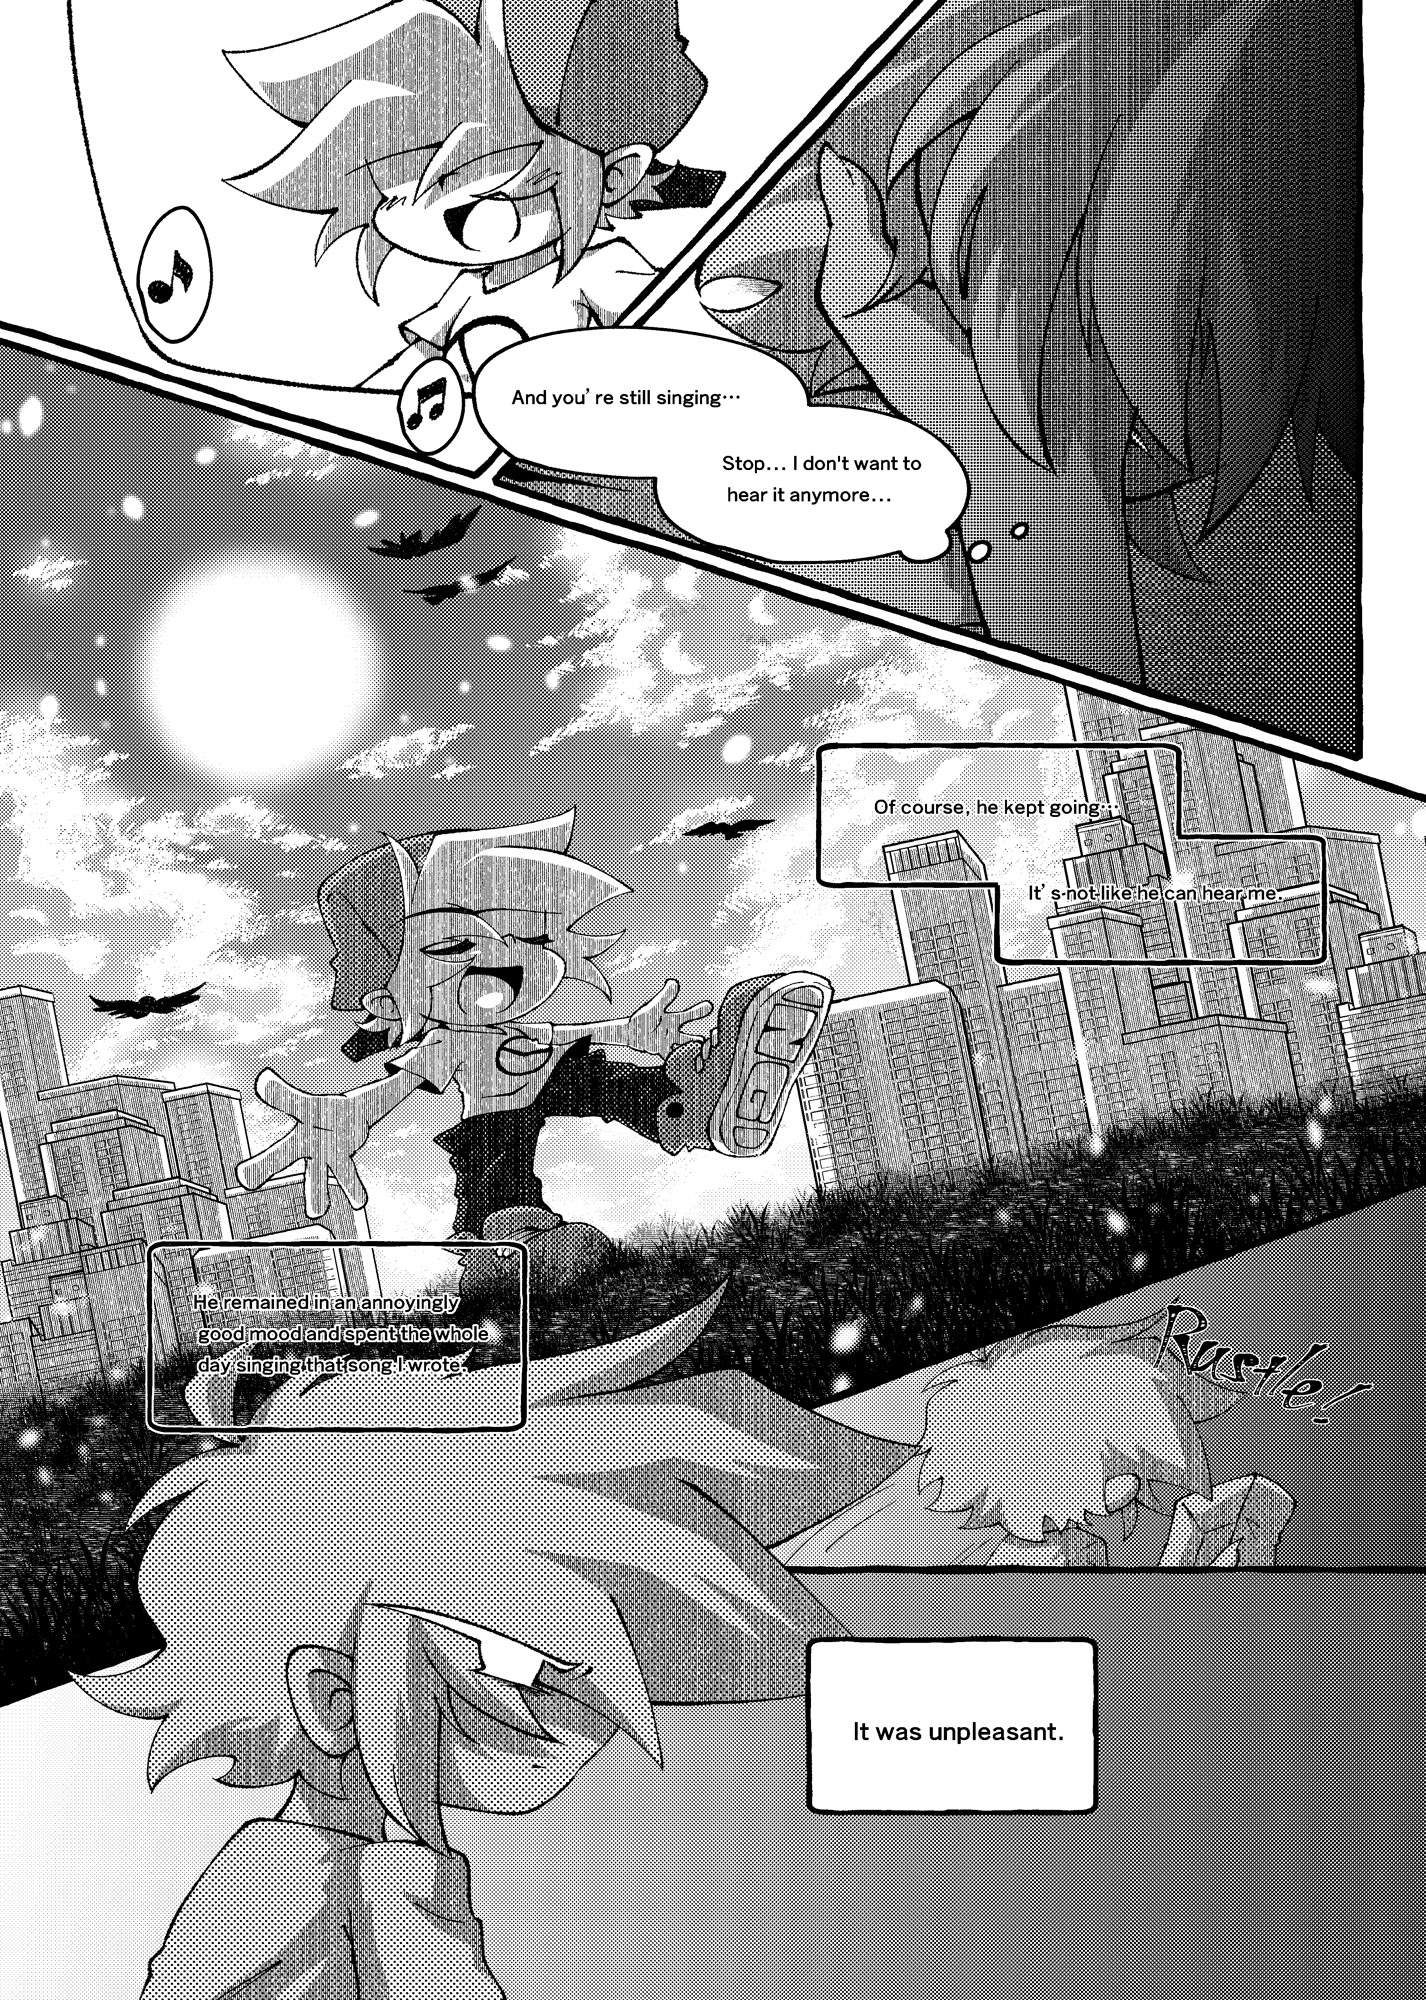 And you’re still singing…
Stop... I don't want to
hear it anymore...
Of course, he kept going…
It’s not like he can hear me.
He remained in an annoyingly
good mood and spent the whole
day singing that song I wrote.
Rustle!
It was unpleasant.